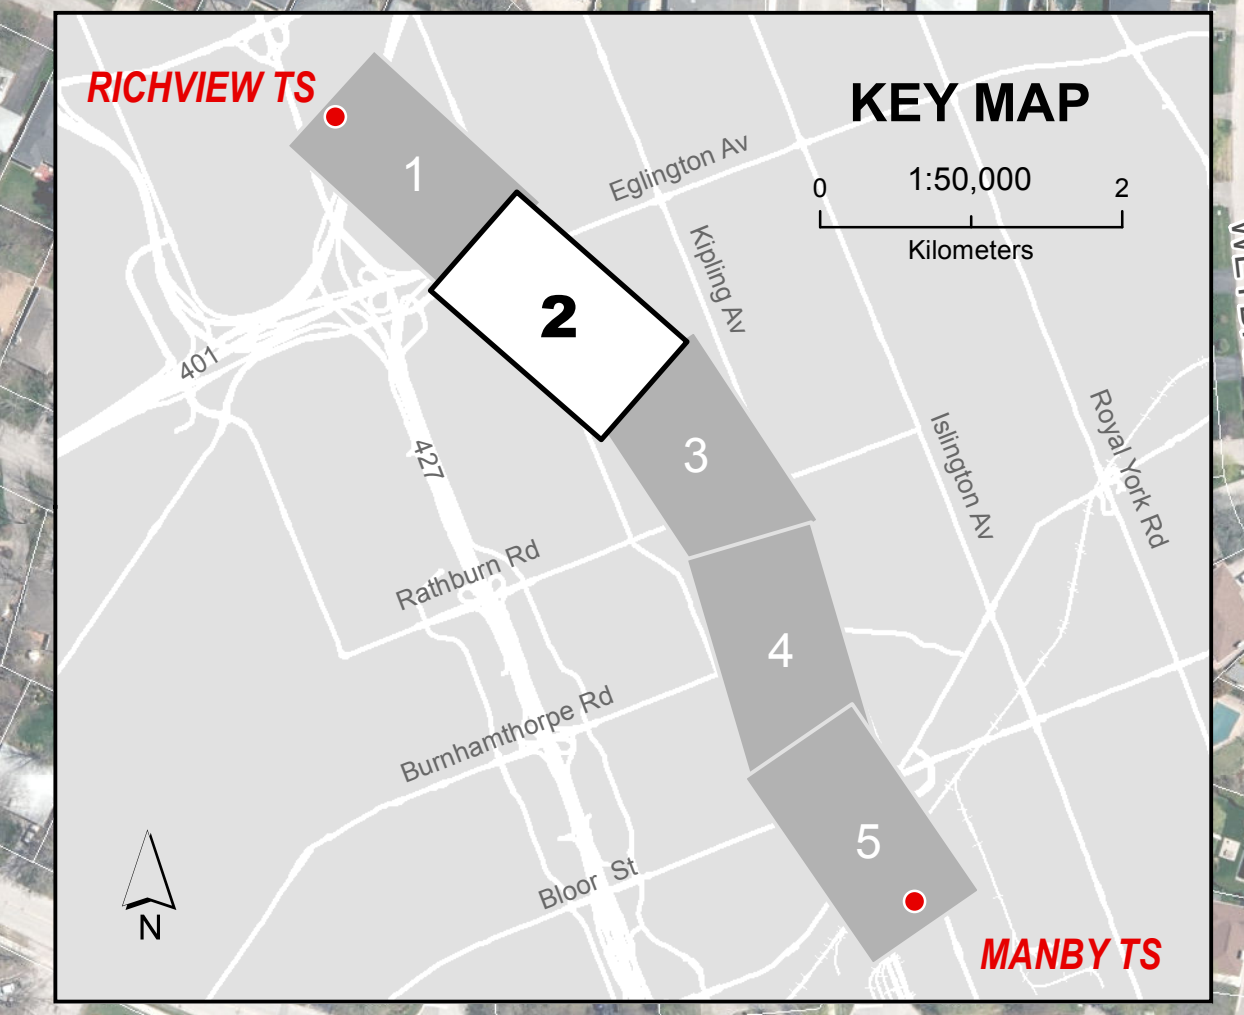 RICHVIEW TS
KEY MAP
1:50,000
0
2
Kilometers
1
Eglington Av
Kipling Av
2
401
427
3
Islington Av
Royal York Rd
Rathburn Rd
4
Burnhamthorpe Rd
5
Bloor St
N
MANBY TS